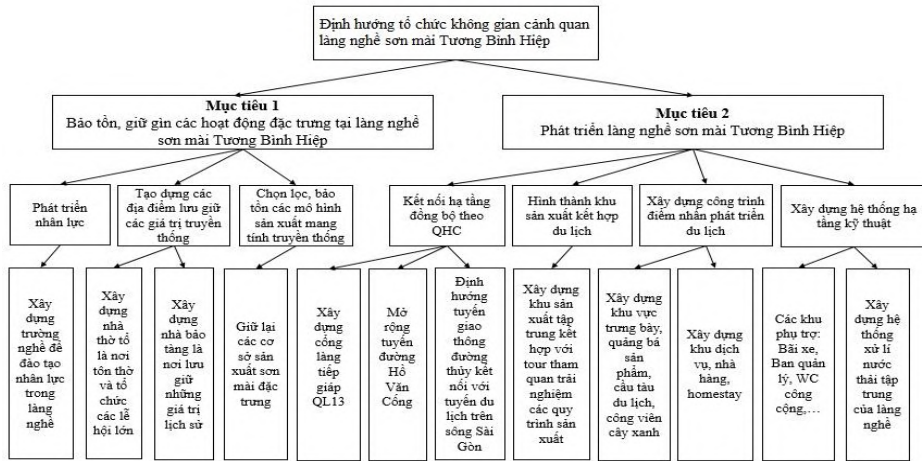 Định hướng tổ chức không gian cảnh quan
làng nghề sơn mài Tương Bình Hiệp
Mục tiêu 1
Bảo tồn, giữ gìn các hoạt động đặc trưng tại làng nghề
sơn mài Tương Bình Hiệp
Mục tiêu 2
Phát triển làng nghề sơn mài Tương Bình Hiệp
Phát triển
nhân lực
Tạo dựng các
địa điểm lưu giữ
các giá trị truyền
thống
Chọn lọc, bảo
tồn các mô hình
sản xuất mang
tính truyền thống
Kết nối hạ tầng
đồng bộ theo
QHC
Hình thành khu
sản xuất kết hợp
du lịch
Xây dựng công trình
điểm nhấn phát triển
du lịch
Xây dựng hệ thống hạ
tầng kỹ thuật
Xây
dựng
trường
nghề để
đào tạo
nhân lực
trong
làng
nghề
Xây
dựng
nhà
thờ tổ
là nơi
tôn thờ
và tổ
chức
các lễ
hội lớn
Xây
dựng
nhà bảo
tàng là
nơi lưu
giữ
những
giá trị
lịch sử
Giữ lại
các cơ
sở sản
xuất sơn
mài đặc
trưng
Xây
dựng
cổng
làng
tiếp
giáp
QL13
Mở
rộng
tuyến
đường
Hồ
Văn
Cống
Định
hướng
tuyến
giao
thông
đường
thủy kết
nối với
tuyến du
lịch trên
sông Sài
Gòn
Xây dựng
khu sản
xuất tập
trung kết
hợp với
tour tham
quan trải
nghiệm
các quy
trình sản
xuất
Xây dựng
khu vực
trưng bày,
quảng bá
sản
phẩm,
cầu tàu
du lịch,
công viên
cây xanh
Xây dựng
khu dịch
vụ, nhà
hàng,
homestay
Các khu
phụ trợ:
Bãi xe,
Ban quản
lý, WC
công
cộng,…
Xây
dựng hệ
thống
xử lí
nước
thải tập
trung
của làng
nghề